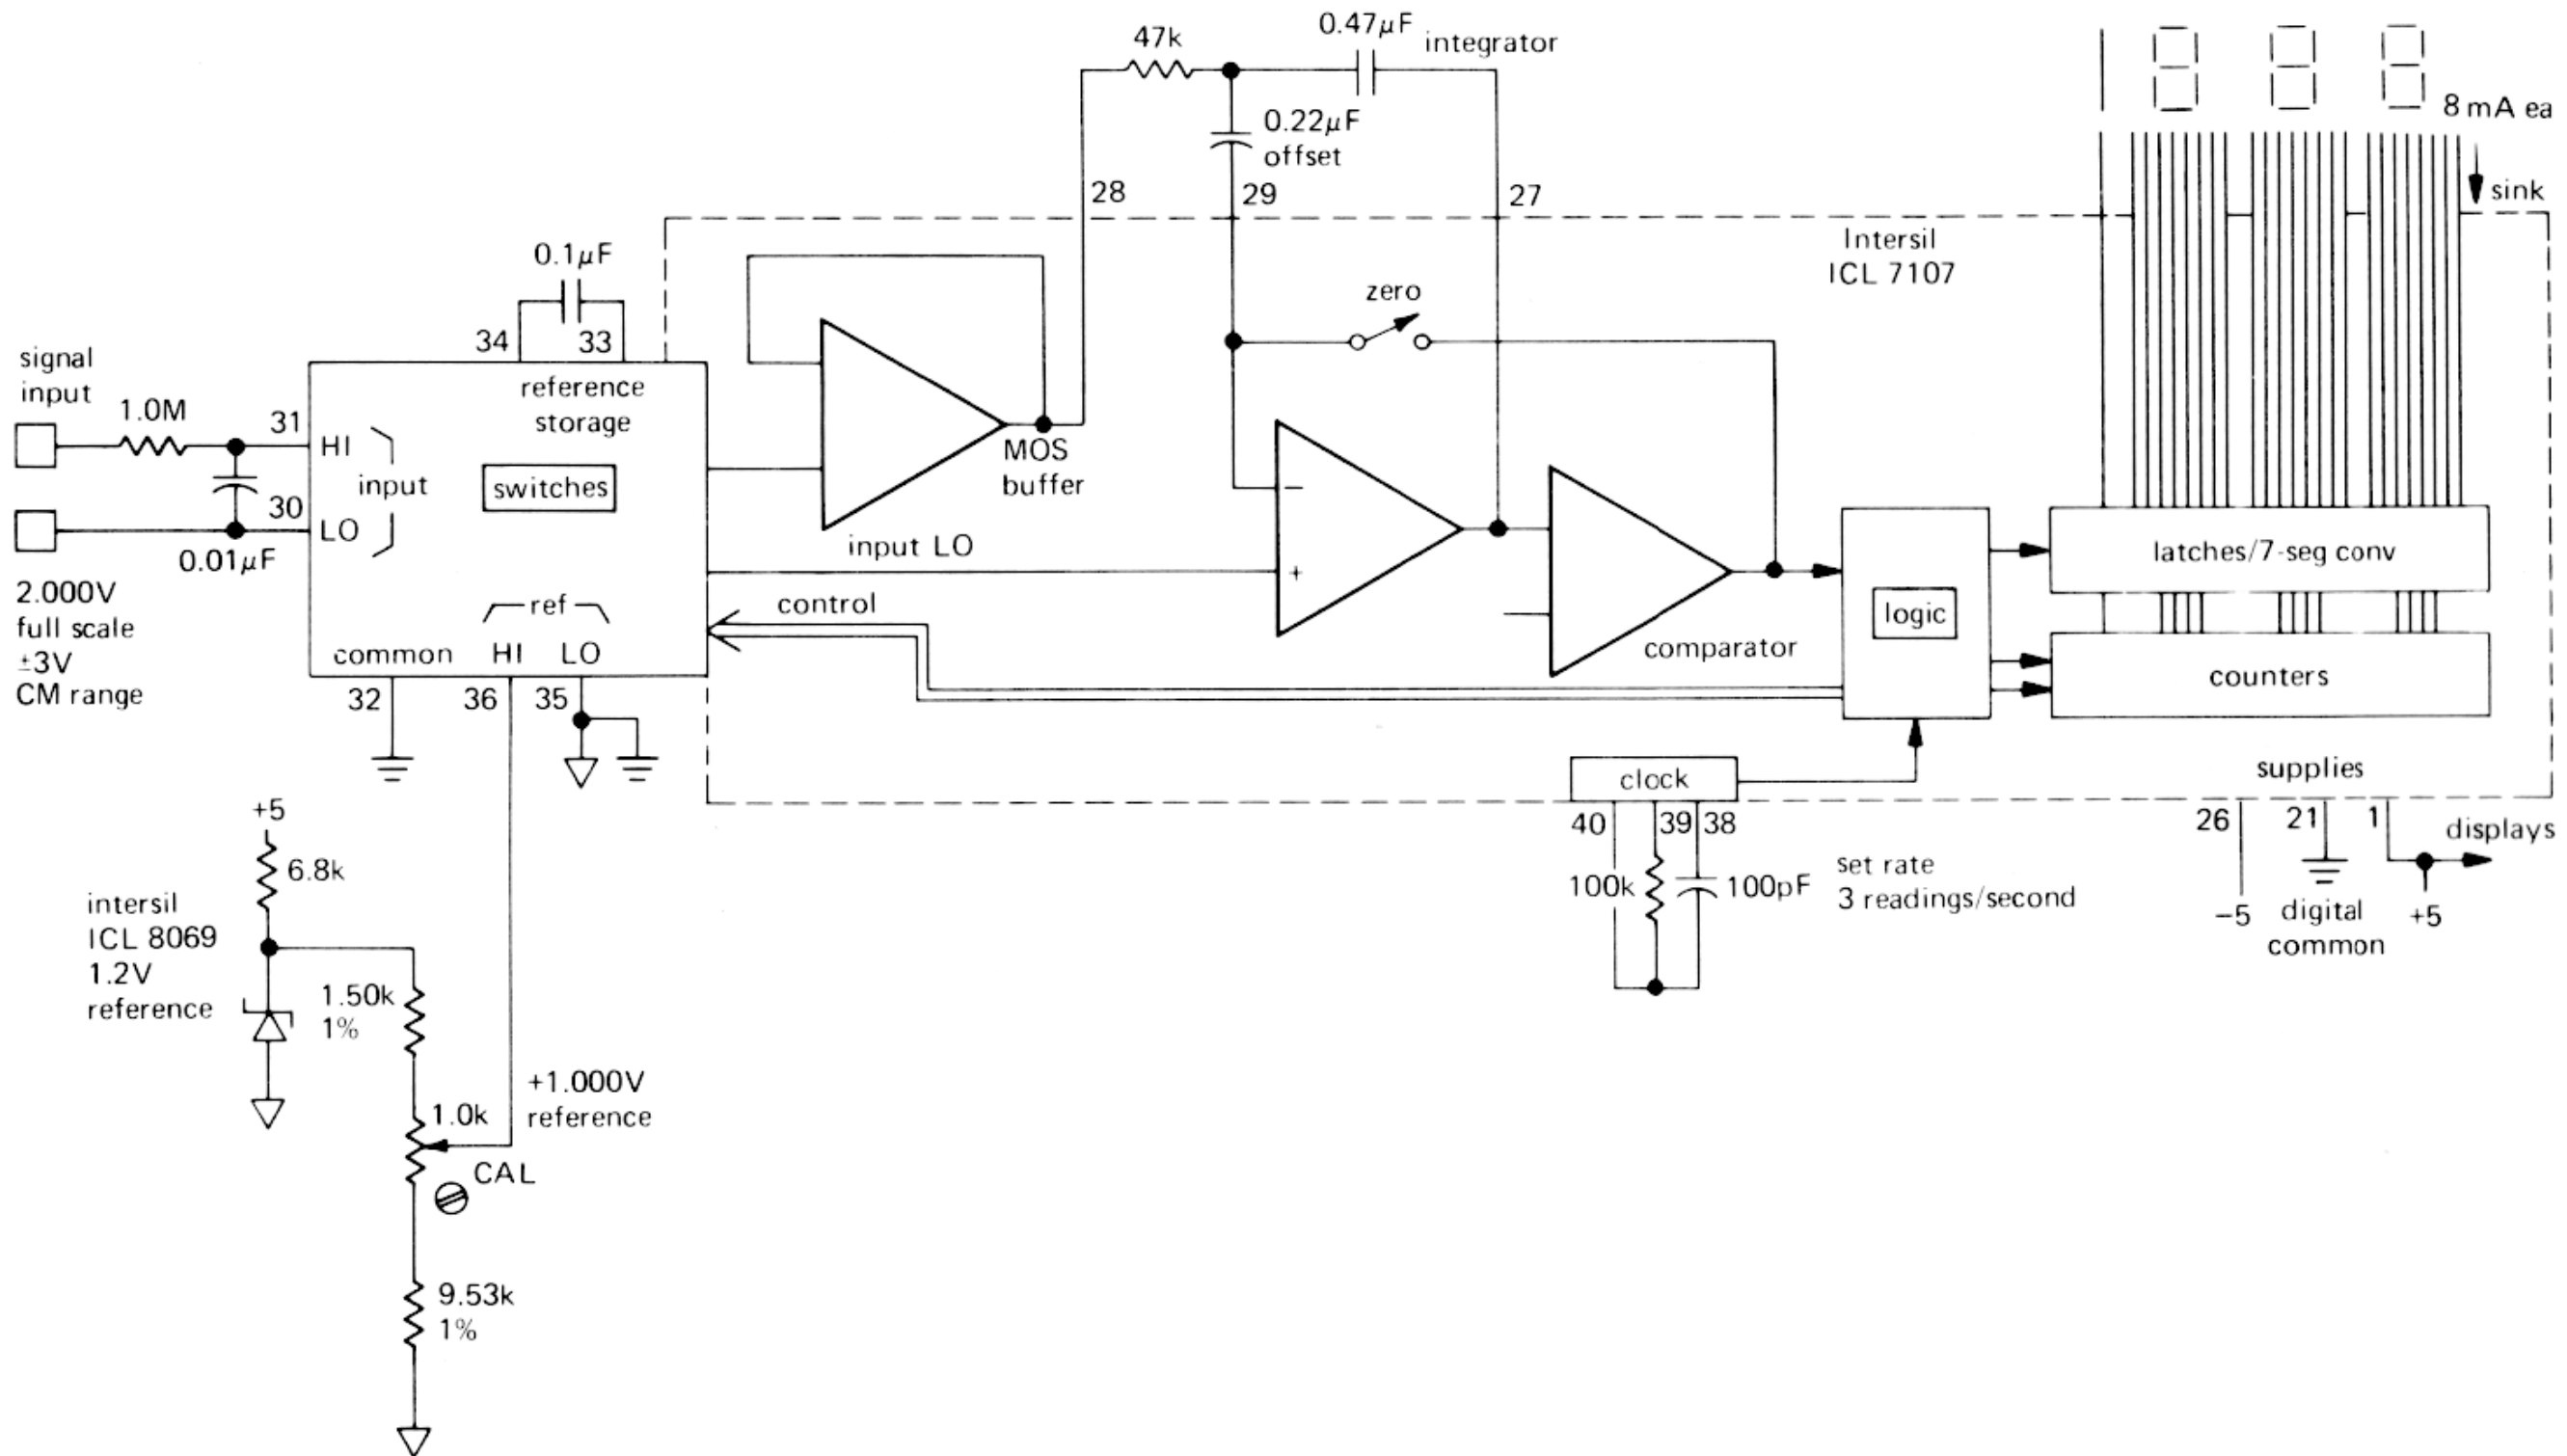 47k
0.47μF
integrator
0.22μF
offset
8 mA ea
sink
28
29
27
Intersil
ICL 7107
0.1μF
34
33
zero
signal
input
1.0M
31
HI
reference
storage
input
switches
30
LO
0.01μF
MOS
buffer
−
+
input LO
control
2.000V
full scale
±3V
CM range
ref
common
HI
LO
32
36
35
comparator
logic
latches/7-seg conv
counters
clock
supplies
40
39
38
26
21
1
displays
100k
100pF
set rate
3 readings/second
−5
digital
common
+5
+5
6.8k
intersil
ICL 8069
1.2V
reference
1.50k
1%
1.0k
+1.000V
reference
CAL
9.53k
1%